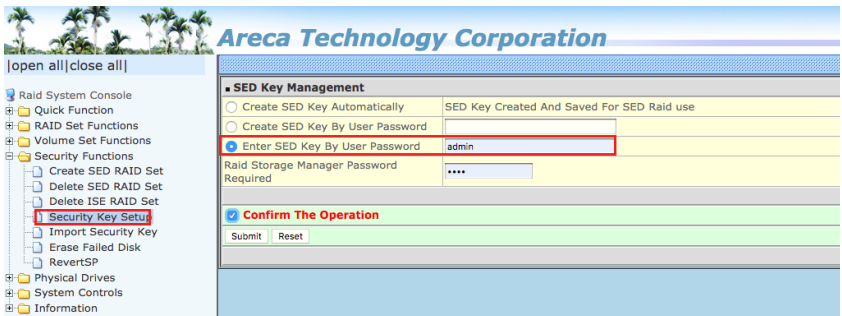 Areca Technology Corporation
|open all|close all|
Raid System Console
Quick Function
RAID Set Functions
Volume Set Functions
Security Functions
Create SED RAID Set
Delete SED RAID Set
Delete ISE RAID Set
Security Key Setup
Import Security Key
Erase Failed Disk
RevertSP
Physical Drives
System Controls
Information
SED Key Management
Create SED Key Automatically SED Key Created And Saved For SED Raid use
Create SED Key By User Password
Enter SED Key By User Password admin
Raid Storage Manager Password
Required ••••
Confirm The Operation
Submit Reset